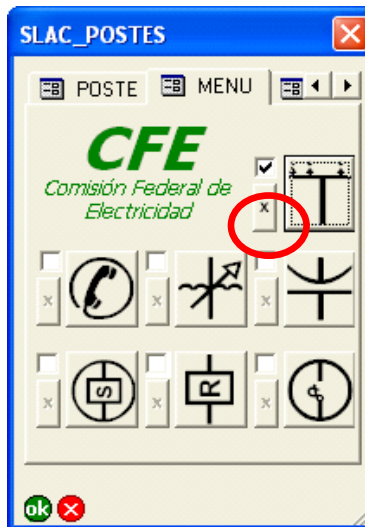 SLAC_POSTES
POSTE MENU
CFE
Comisión Federal de
Electricidad
x
x x x
S R
x x x
ok